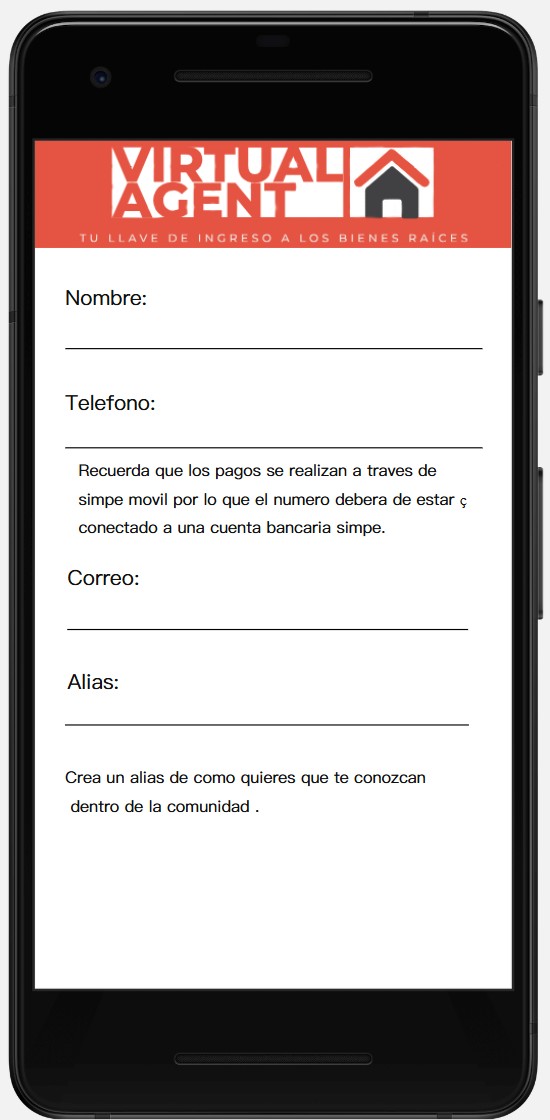 VIRTUAL
AGENT
TU LLAVE DE INGRESO A LOS BIENES RAÍCES
Nombre:
Telefono:
Recuerda que los pagos se realizan a traves de
simpe movil por lo que el numero debera de estar ç
conectado a una cuenta bancaria simpe.
Correo:
Alias:
Crea un alias de como quieres que te conozcan
dentro de la comunidad .